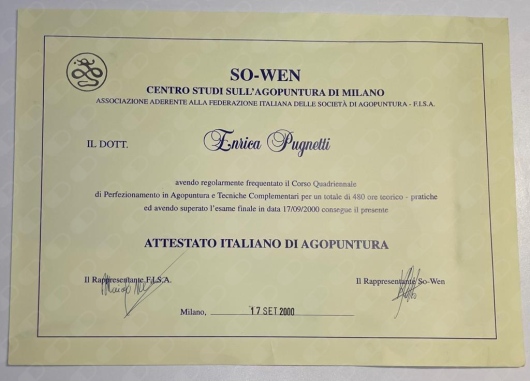 SO-WEN
CENTRO STUDI SULL'AGOPUNTURA DI MILANO
ASSOCIAZIONE ADERENTE ALLA FEDERAZIONE ITALIANA DELLE SOCIETÀ DI AGOPUNTURA - F.I.S.A.
IL DOTT. Enrica Pugnetti
avendo regolarmente frequentato il Corso Quadriennale
di Perfezionamento in Agopuntura e Tecniche Complementari per un totale di 480 ore teorico - pratiche
ed avendo superato l'esame finale in data 17/09/2000 consegue il presente
ATTESTATO ITALIANO DI AGOPUNTURA
Il Rappresentante F.I.S.A. Il Rappresentante So-Wen
Milano, 17 SET 2000